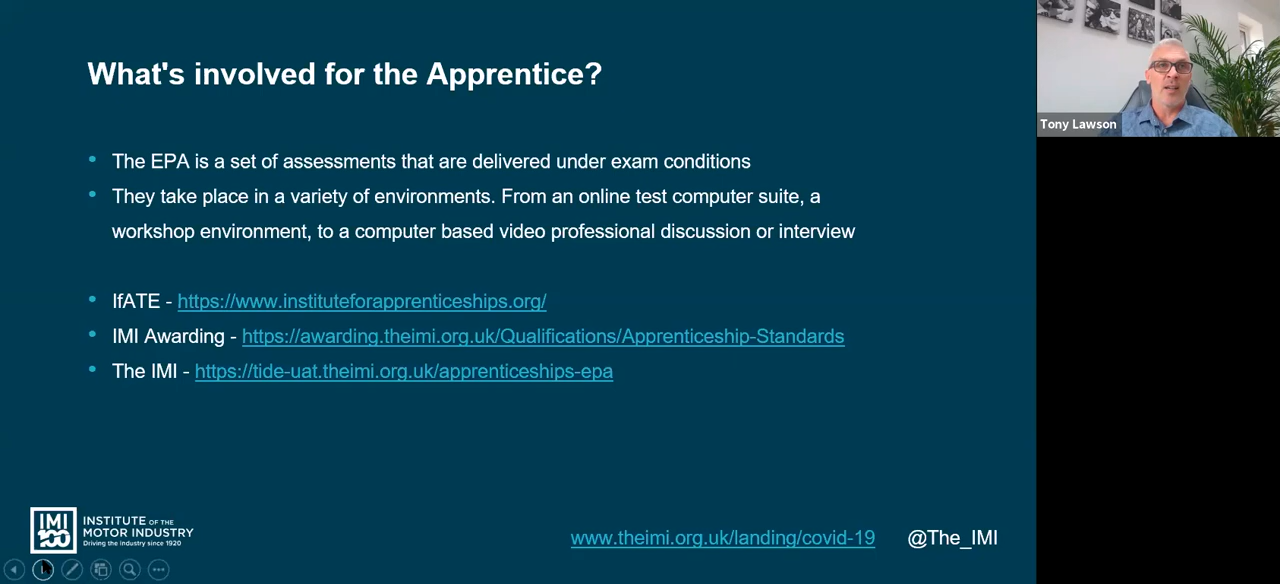 What's involved for the Apprentice?
The EPA is a set of assessments that are delivered under exam conditions
They take place in a variety of environments. From an online test computer suite, a
workshop environment, to a computer based video professional discussion or interview
IfATE - https://www.instituteforapprenticeships.org/
IMI Awarding - https://awarding.theimi.org.uk/Qualifications/Apprenticeship-Standards
The IMI - https://tide-uat.theimi.org.uk/apprenticeships-epa
Tony Lawson
IMI
100
INSTITUTE OF THE
MOTOR INDUSTRY
Driving the Industry since 1920
www.theimi.org.uk/landing/covid-19
@The_IMI